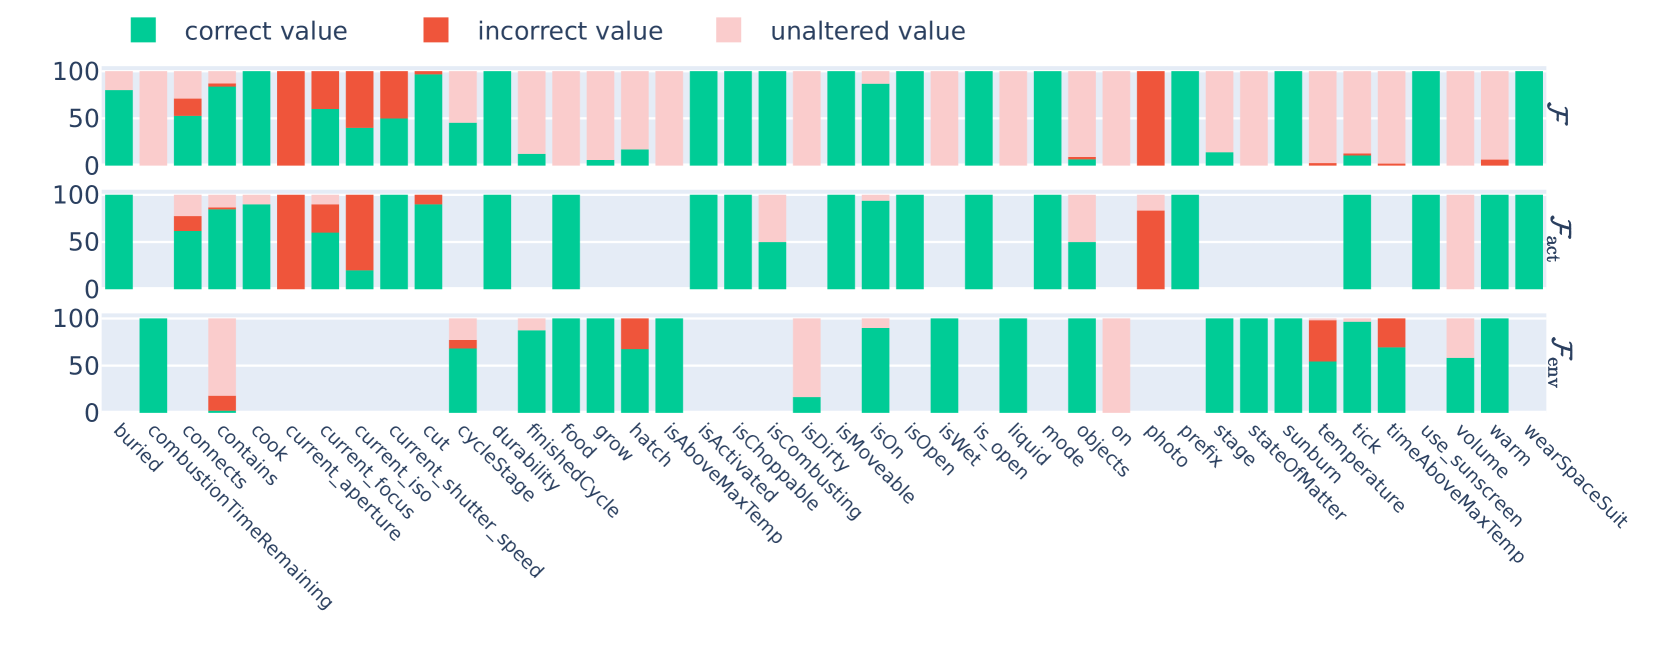 correct value incorrect value unaltered value
100
50
0
ℱ
100
50
0
ℱact
100
50
0
ℱenv
buried
combustionTimeRemaining
connects
contains
cook
current_aperture
current_focus
current_iso
current_shutter_speed
cut
cycleStage
durability
finishedCycle
food
grow
hatch
isAboveMaxTemp
isActivated
isChoppable
isCombusting
isDirty
isMoveable
isOn
isOpen
isWet
is_open
liquid
mode
objects
on
photo
prefix
stage
stateOfMatter
sunburn
temperature
tick
timeAboveMaxTemp
use_sunscreen
volume
warm
wearSpaceSuit